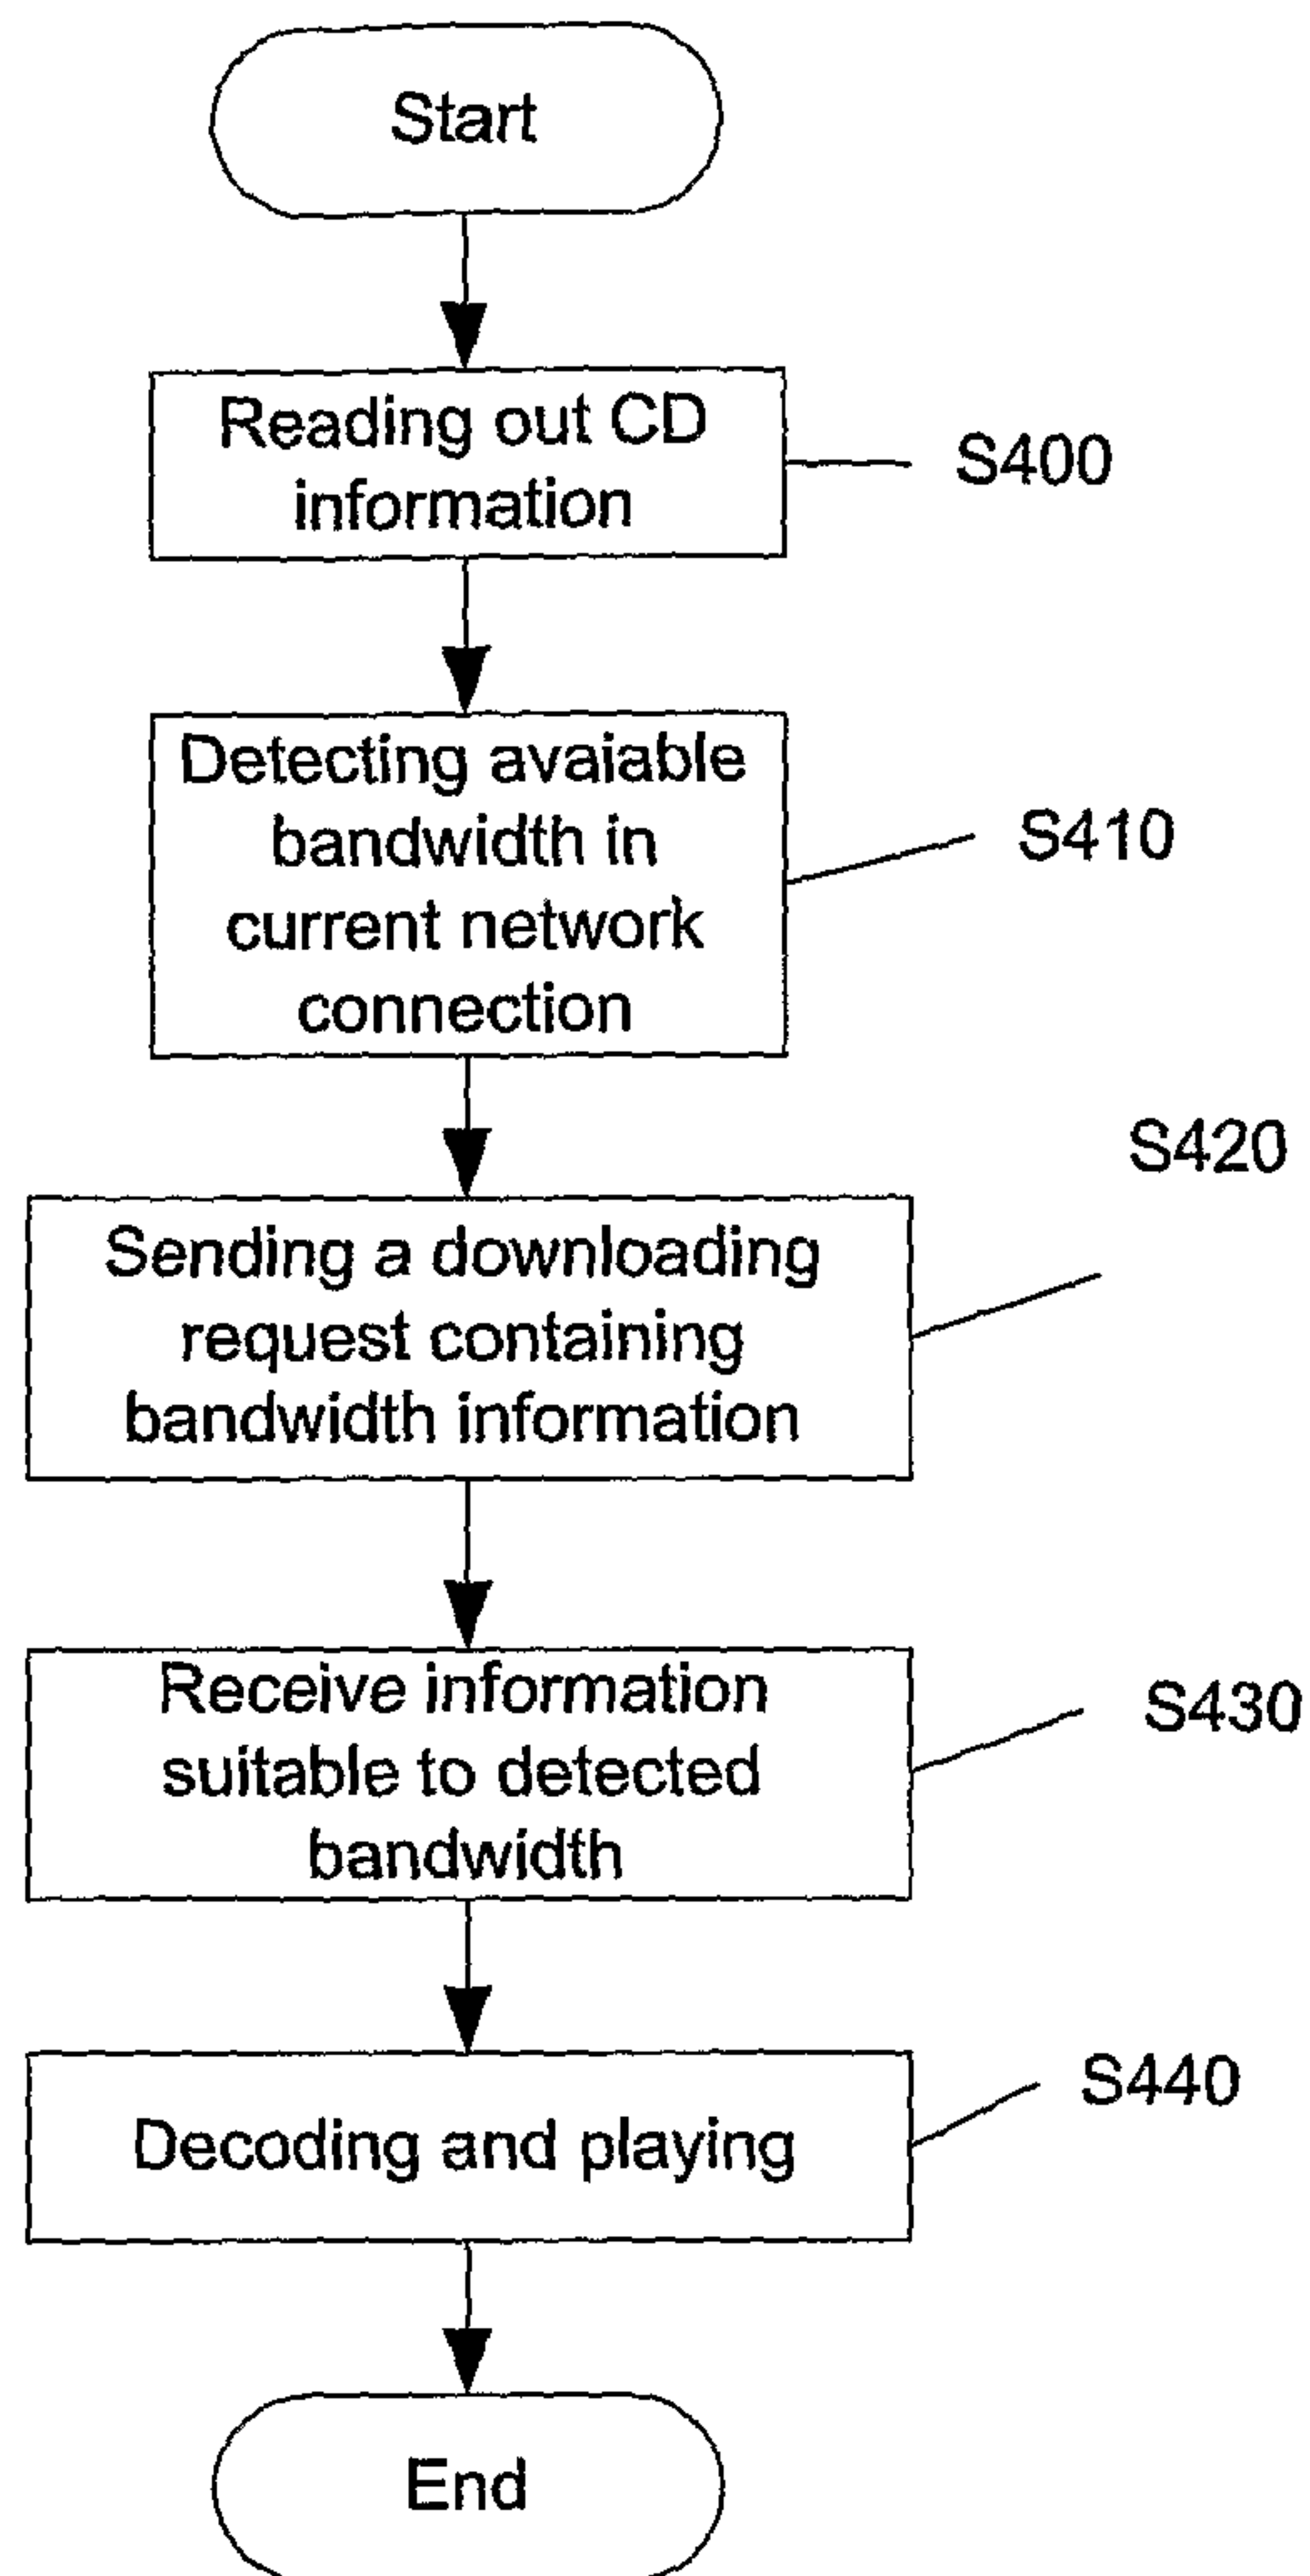 Start
Reading out CD
information
S400
Detecting avaiable
bandwidth in
current network
connection
S410
S420
Sending a downloading
request containing
bandwidth information
Receive information
suitable to detected
bandwidth
S430
Decoding and playing
S440
End